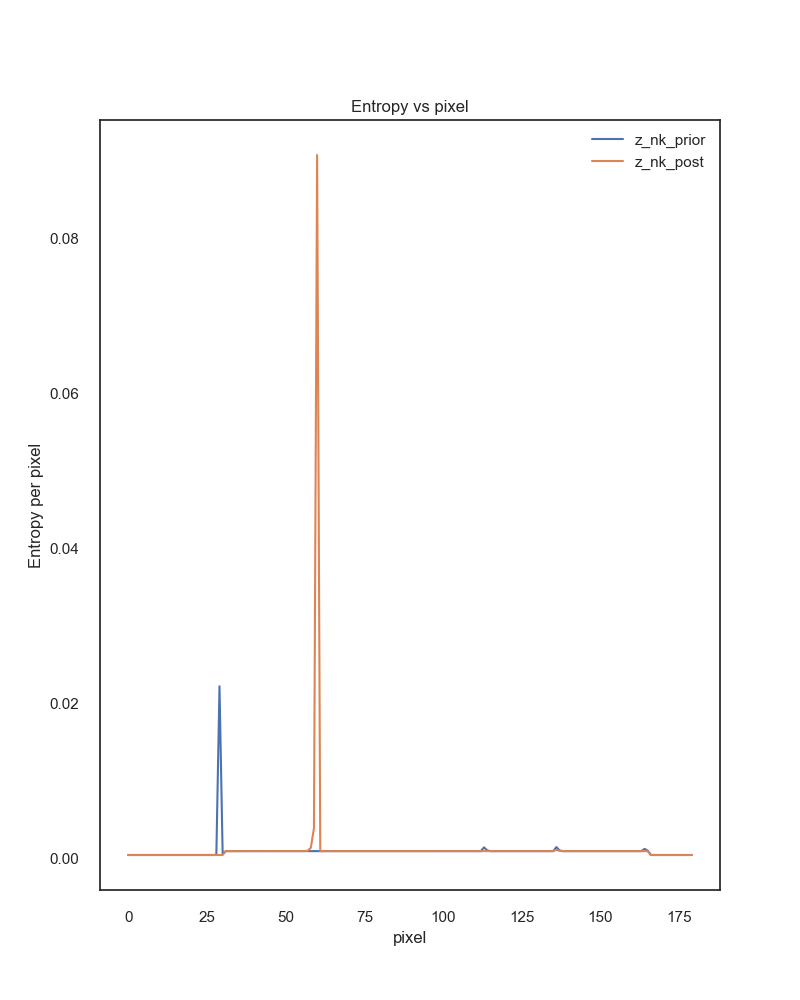 Entropy vs pixel
z_nk_prior
z_nk_post
0.08
0.06
0.04
0.02
0.00
Entropy per pixel
0 25 50 75 100 125 150 175
pixel